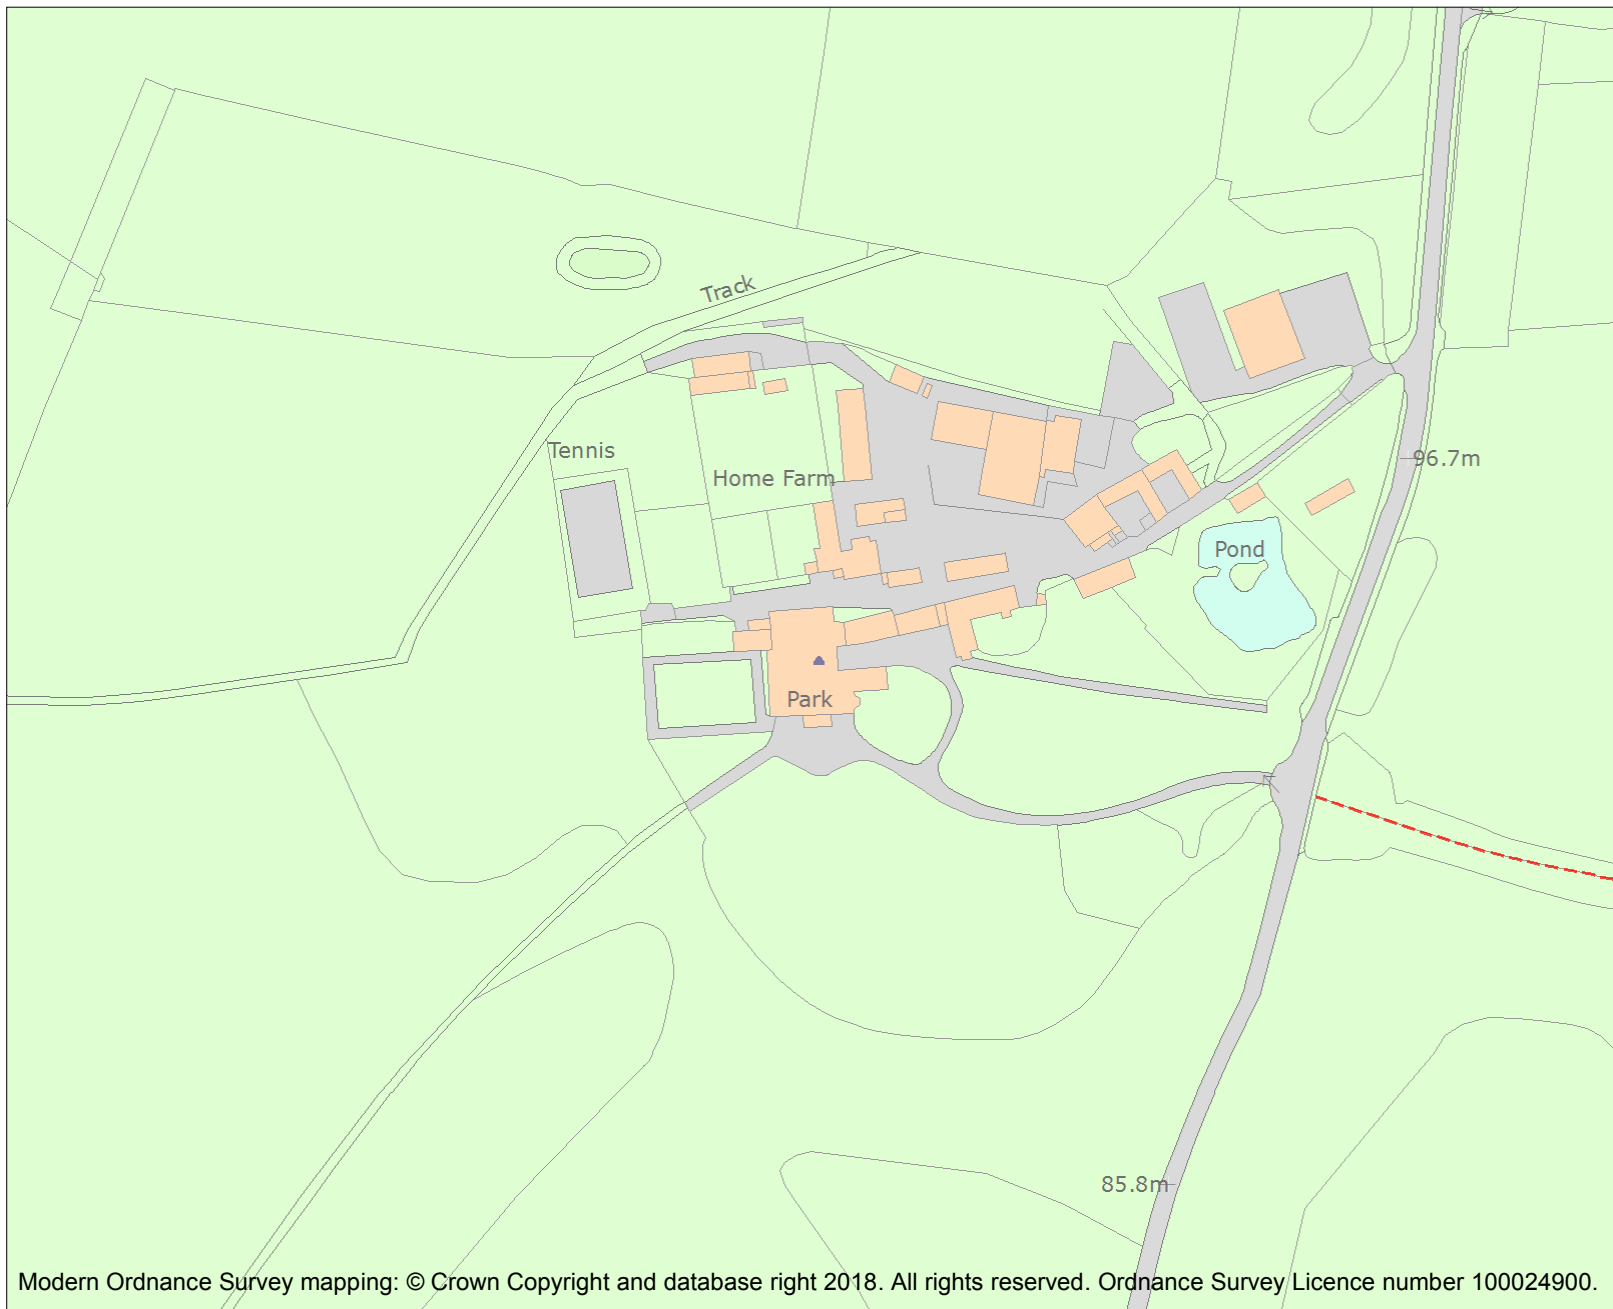 Track
Tennis
96.7m
Home Farm
Pond
Park
85.8m
Modern Ordnance Survey mapping: © Crown Copyright and database right 2018. All rights reserved. Ordnance Survey Licence number 100024900.